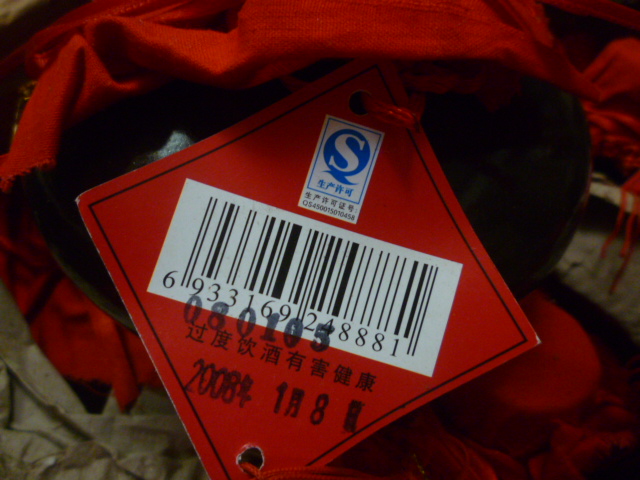 QS
生产许可
生产许可证号:
QS450015010458
6933169248881
080105
过度饮酒有害健康
2008年 1月 8